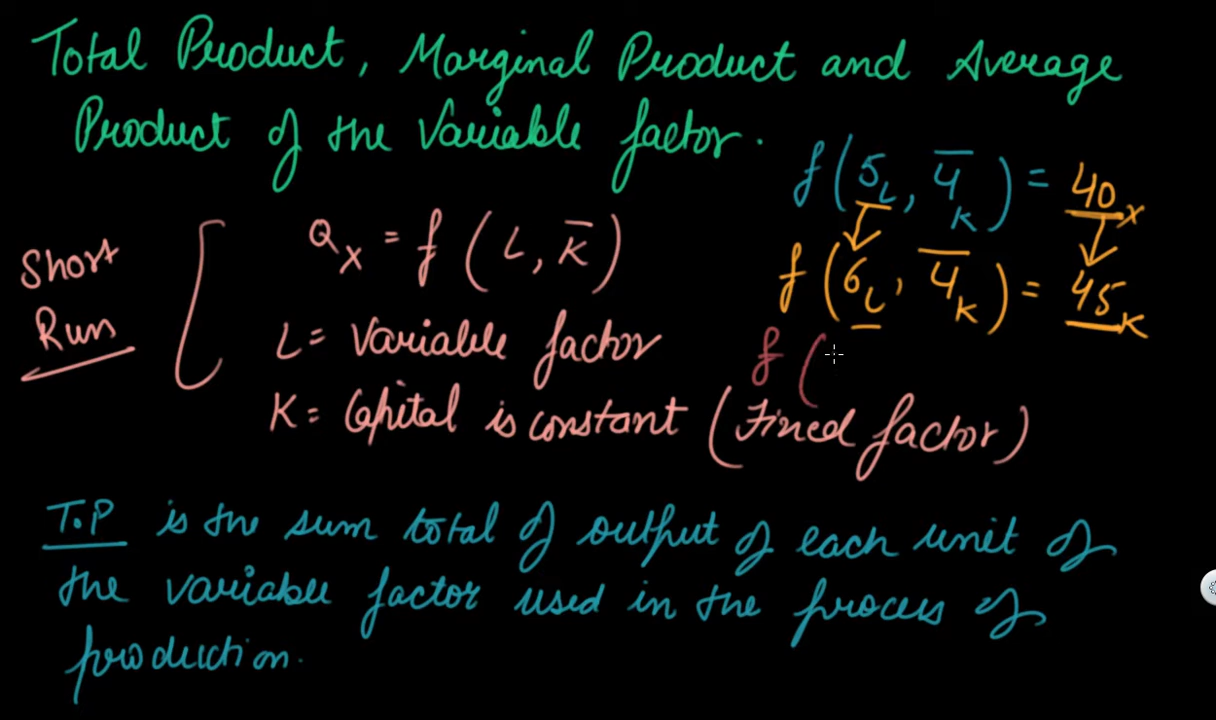 Total Product, Marginal Product and Average
Product of the Variable factor.
f(5L, 4̅K) = 40x
f(6L, 4̅K) = 45K
f(
Short
Run
Qx = f(L, K̅)
L = Variable factor
K = Capital is constant (Fixed factor)
T.P is the sum total of output of each unit of
the variable factor used in the process of
production.